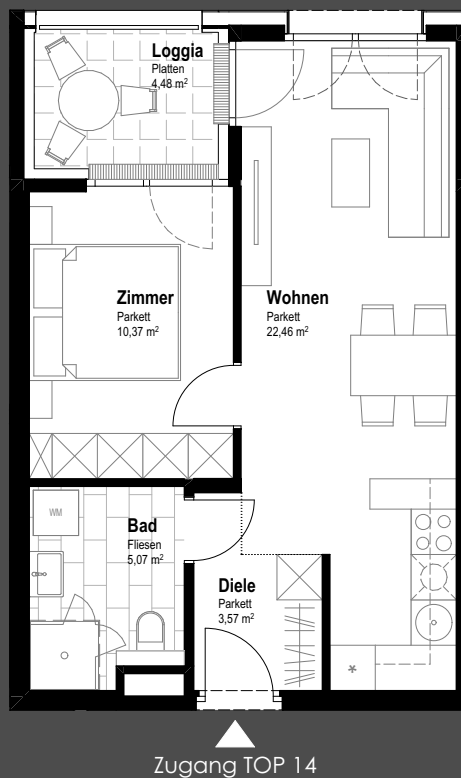 Loggia
Platten
4,48 m²
Zimmer
Parkett
10,37 m²
Wohnen
Parkett
22,46 m²
WM
Bad
Fliesen
5,07 m²
Diele
Parkett
3,57 m²
*
Zugang TOP 14